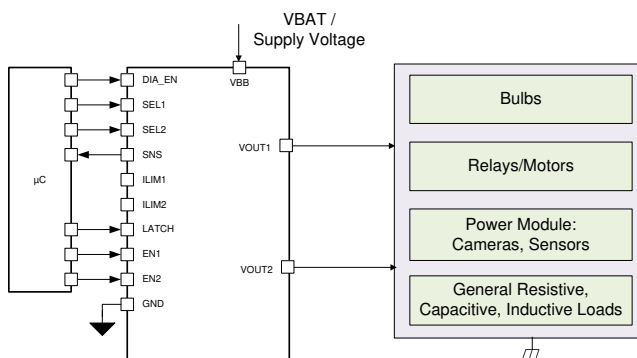 VBAT /
Supply Voltage
VBB
µC
DIA_EN
SEL1
SEL2
SNS
ILIM1
ILIM2
LATCH
EN1
EN2
GND
VOUT1
VOUT2
Bulbs
Relays/Motors
Power Module:
Cameras, Sensors
General Resistive,
Capacitive, Inductive Loads